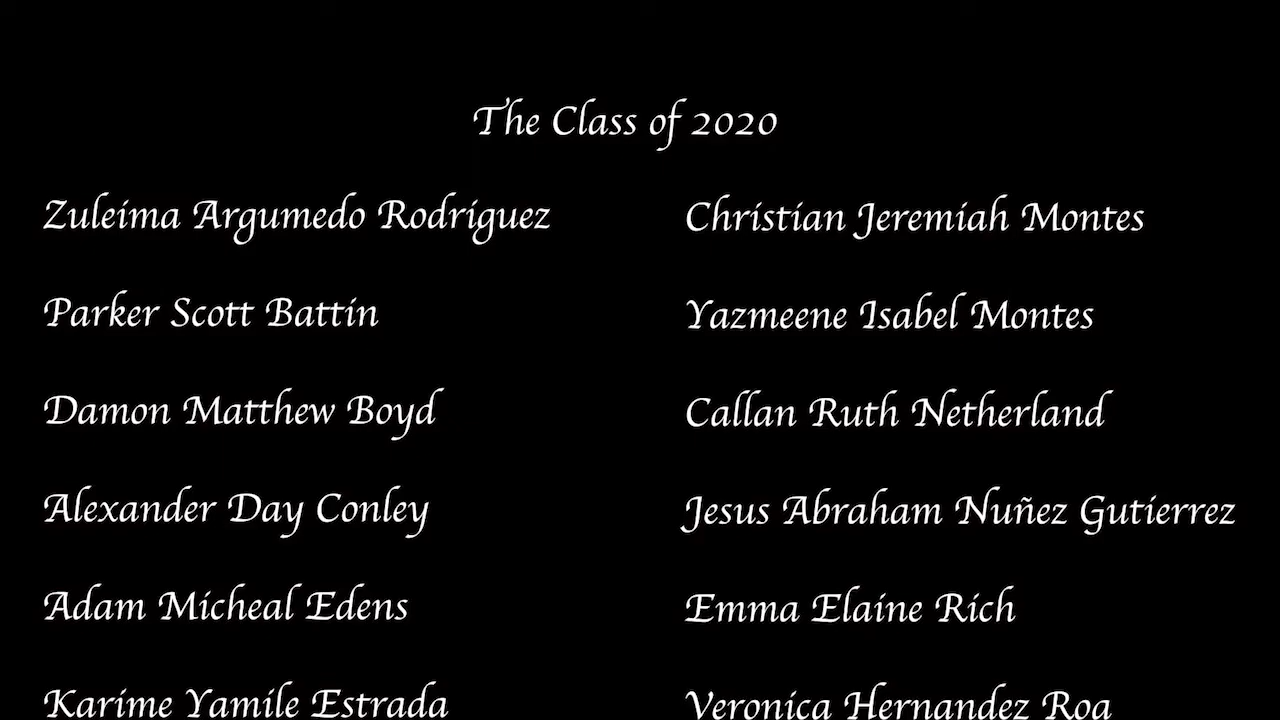 The Class of 2020
Zuleima Argumedo Rodriguez
Parker Scott Battin
Damon Matthew Boyd
Alexander Day Conley
Adam Micheal Edens
Karime Yamile Estrada
Christian Jeremiah Montes
Yazmeene Isabel Montes
Callan Ruth Netherland
Jesus Abraham Nuñez Gutierrez
Emma Elaine Rich
Veronica Hernandez Roa